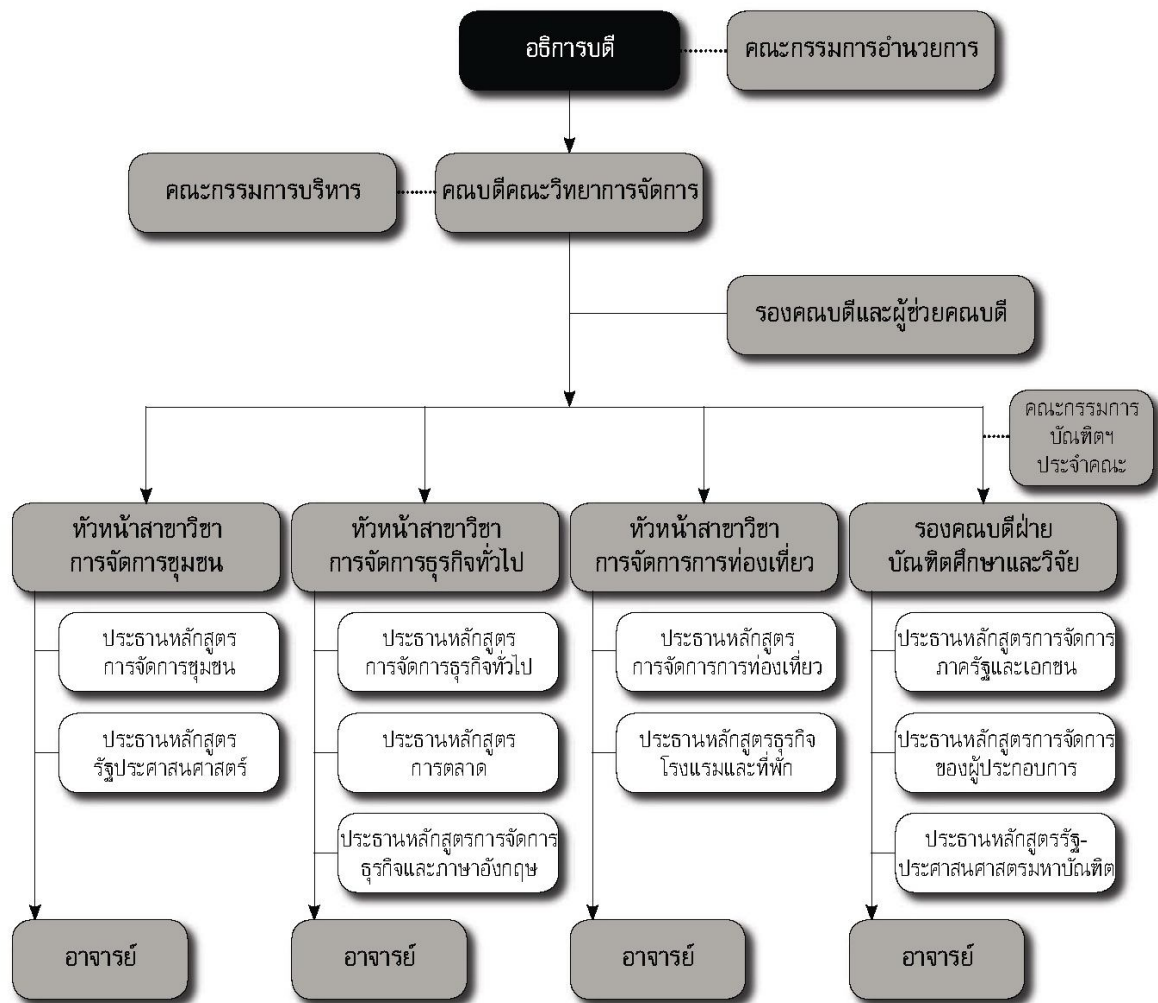 อธิการบดี
คณะกรรมการอำนวยการ
คณะกรรมการบริหาร
คณบดีคณะวิทยาการจัดการ
รองคณบดีและผู้ช่วยคณบดี
คณะกรรมการ
บัณฑิตฯ
ประจำคณะ
หัวหน้าสาขาวิชา
การจัดการชุมชน
ประธานหลักสูตร
การจัดการชุมชน
ประธานหลักสูตร
รัฐประศาสนศาสตร์
อาจารย์
หัวหน้าสาขาวิชา
การจัดการธุรกิจทั่วไป
ประธานหลักสูตร
การจัดการธุรกิจทั่วไป
ประธานหลักสูตร
การตลาด
ประธานหลักสูตรการจัดการ
ธุรกิจและภาษาอังกฤษ
อาจารย์
หัวหน้าสาขาวิชา
การจัดการการท่องเที่ยว
ประธานหลักสูตร
การจัดการการท่องเที่ยว
ประธานหลักสูตรธุรกิจ
โรงแรมและที่พัก
อาจารย์
รองคณบดีฝ่าย
บัณฑิตศึกษาและวิจัย
ประธานหลักสูตรการจัดการ
ภาครัฐและเอกชน
ประธานหลักสูตรการจัดการ
ของผู้ประกอบการ
ประธานหลักสูตรรัฐ-
ประศาสนศาสตรมหาบัณฑิต
อาจารย์